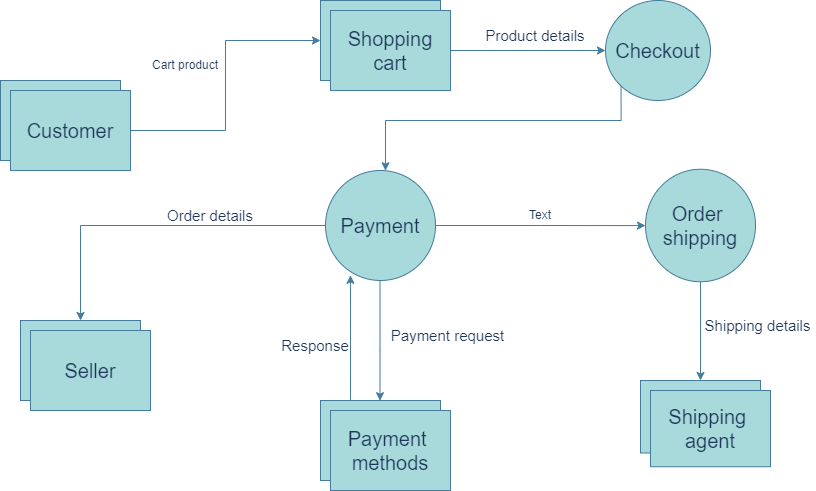 Shopping
cart
Product details
Checkout
Cart product
Customer
Order details
Payment
Text
Order
shipping
Shipping details
Response
Payment request
Seller
Payment
methods
Shipping
agent